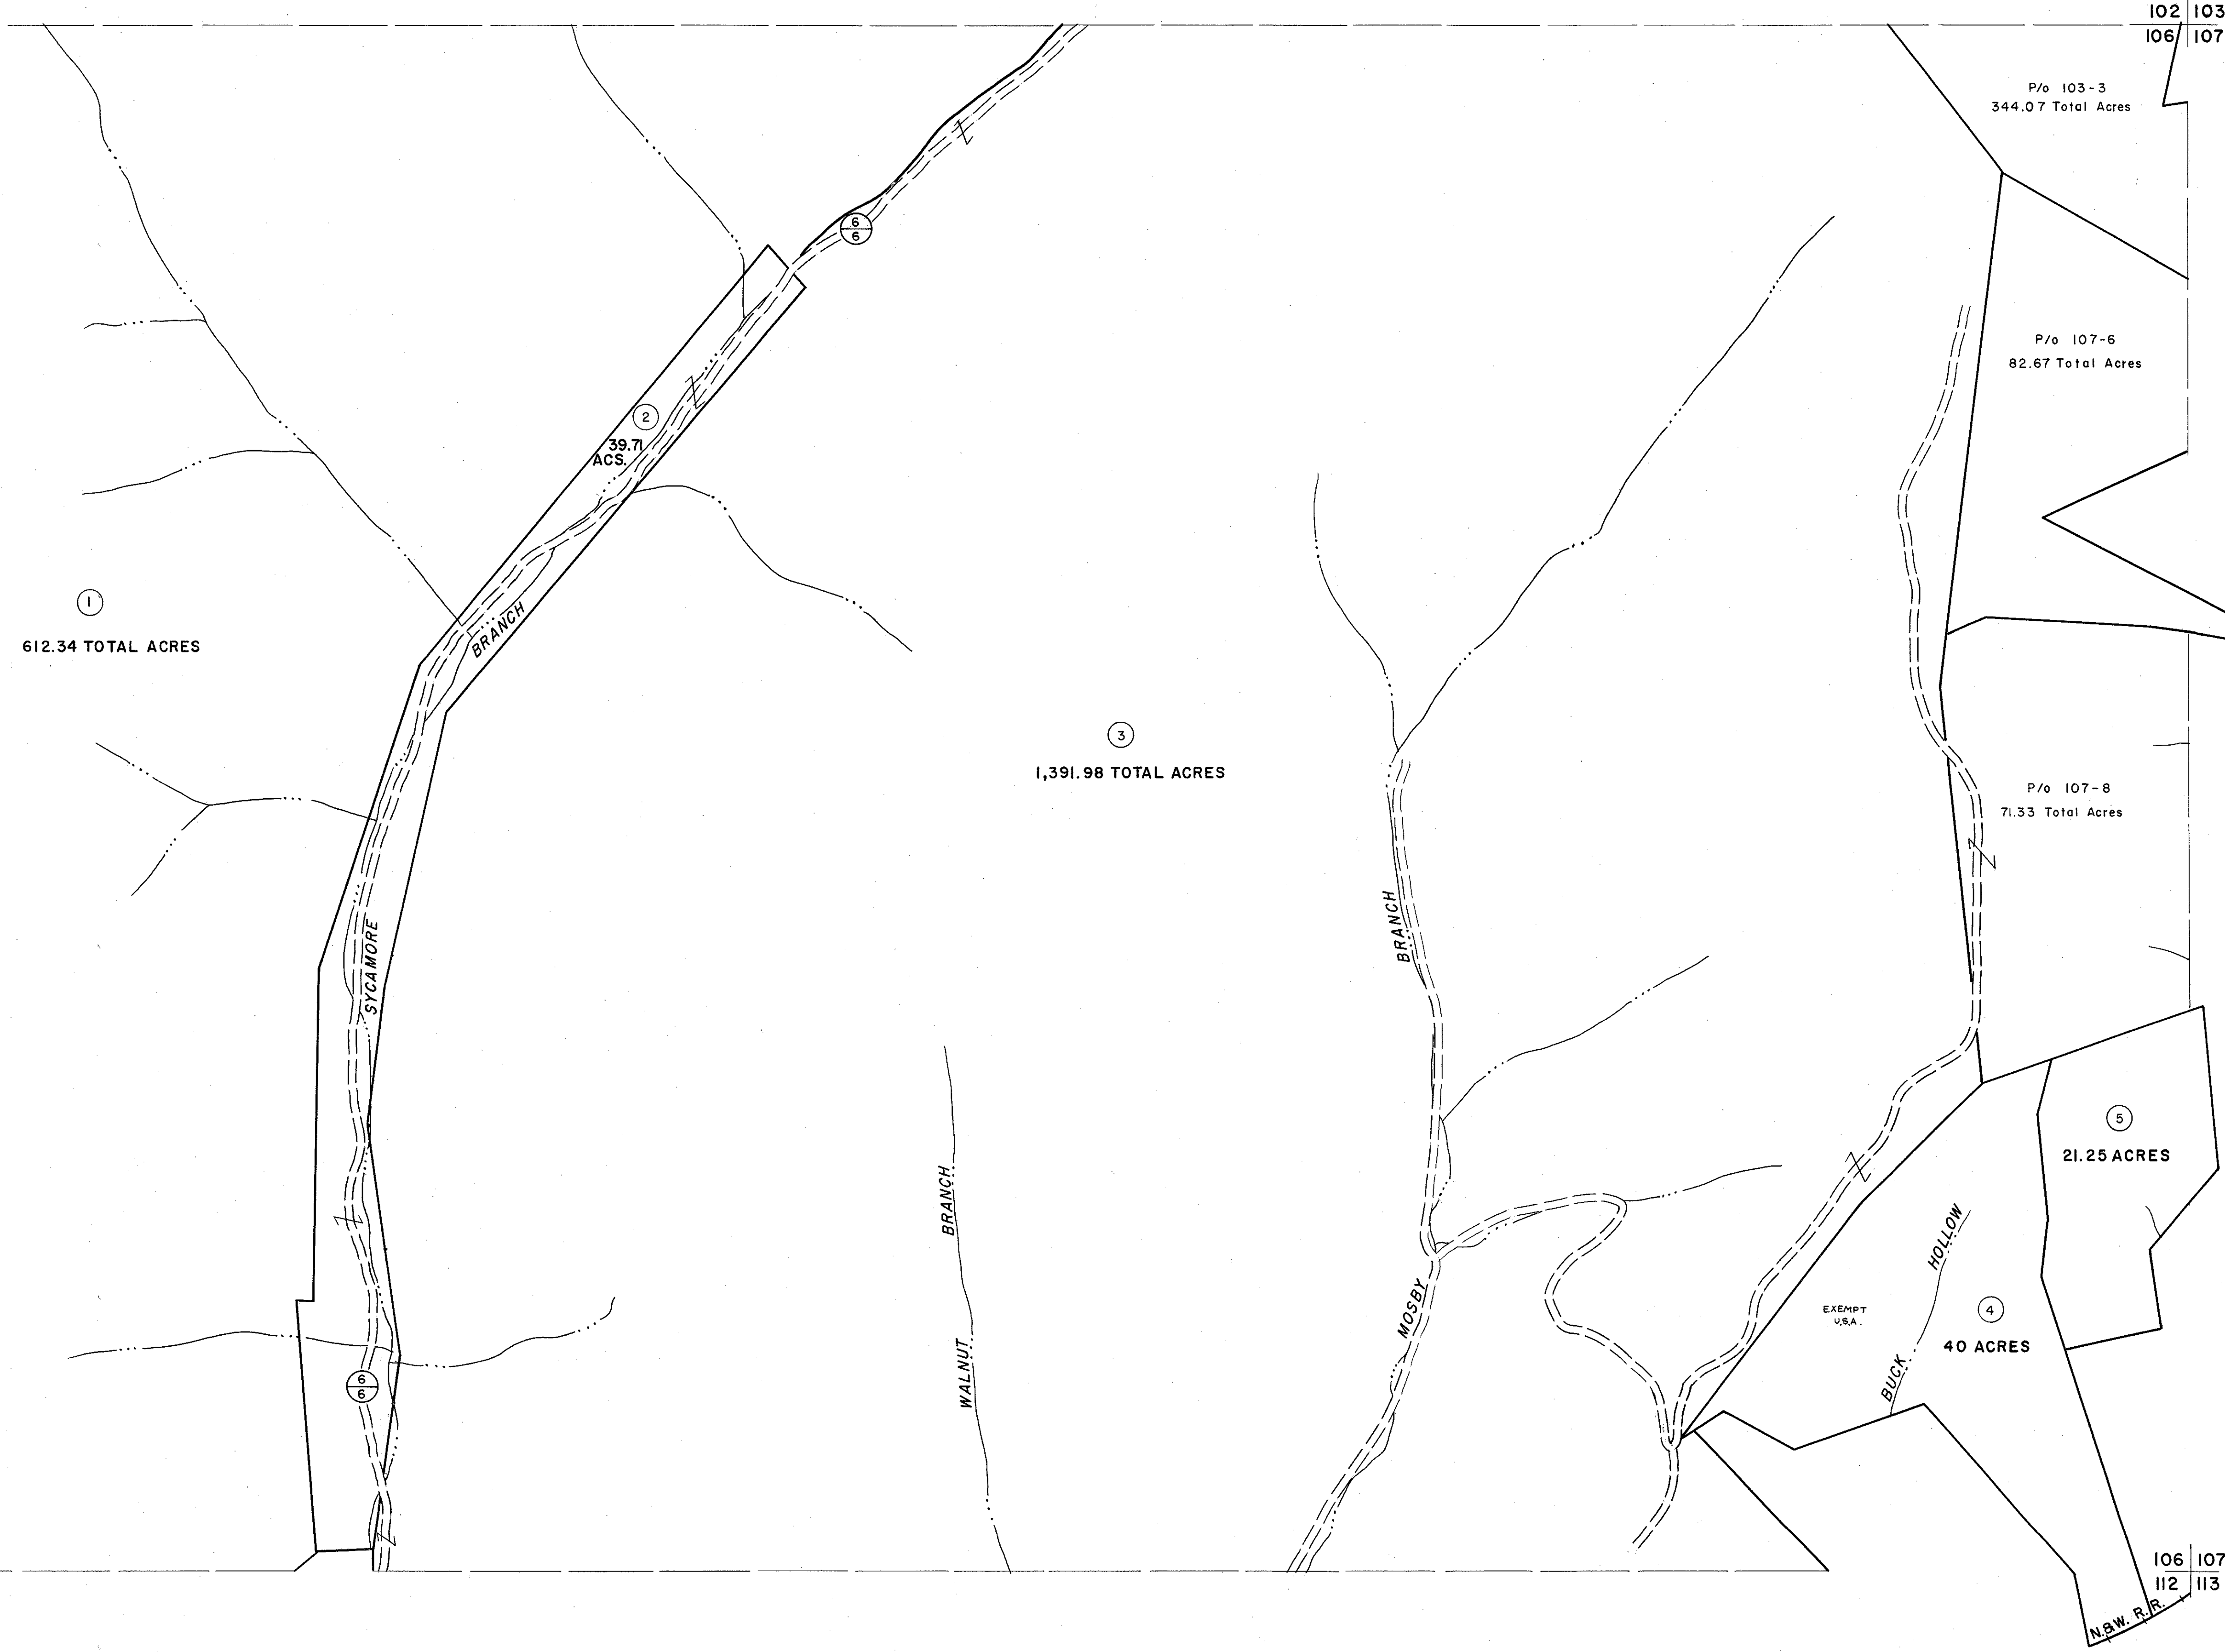 102 103
106 107
P/o 103-3
344.07 Total Acres
6
6
P/o 107-6
82.67 Total Acres
2
39.71
ACS.
1
612.34 TOTAL ACRES
BRANCH
3
1,391.98 TOTAL ACRES
P/o 107-8
71.33 Total Acres
SYCAMORE
BRANCH
5
21.25 ACRES
BRANCH
HOLLOW
MOSBY
EXEMPT
U.S.A.
4
40 ACRES
WALNUT
BUCK
6
6
106 107
112 113
N.&W. R.R.